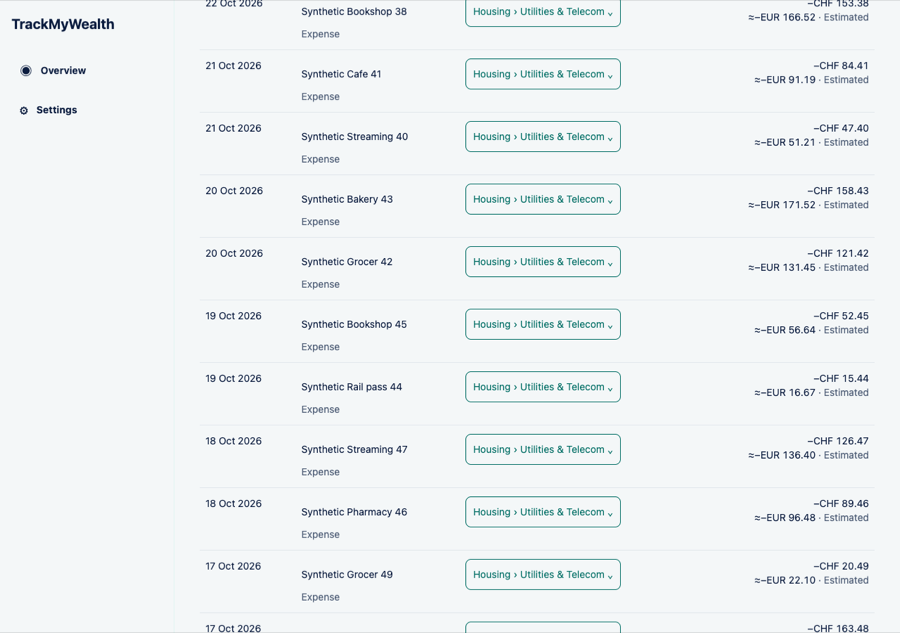 TrackMyWealth
Overview
Settings
22 Oct 2026
Synthetic Bookshop 38
Expense
Housing › Utilities & Telecom
−CHF 153.38
≈−EUR 166.52 · Estimated
21 Oct 2026
Synthetic Cafe 41
Expense
Housing › Utilities & Telecom
−CHF 84.41
≈−EUR 91.19 · Estimated
21 Oct 2026
Synthetic Streaming 40
Expense
Housing › Utilities & Telecom
−CHF 47.40
≈−EUR 51.21 · Estimated
20 Oct 2026
Synthetic Bakery 43
Expense
Housing › Utilities & Telecom
−CHF 158.43
≈−EUR 171.52 · Estimated
20 Oct 2026
Synthetic Grocer 42
Expense
Housing › Utilities & Telecom
−CHF 121.42
≈−EUR 131.45 · Estimated
19 Oct 2026
Synthetic Bookshop 45
Expense
Housing › Utilities & Telecom
−CHF 52.45
≈−EUR 56.64 · Estimated
19 Oct 2026
Synthetic Rail pass 44
Expense
Housing › Utilities & Telecom
−CHF 15.44
≈−EUR 16.67 · Estimated
18 Oct 2026
Synthetic Streaming 47
Expense
Housing › Utilities & Telecom
−CHF 126.47
≈−EUR 136.40 · Estimated
18 Oct 2026
Synthetic Pharmacy 46
Expense
Housing › Utilities & Telecom
−CHF 89.46
≈−EUR 96.48 · Estimated
17 Oct 2026
Synthetic Grocer 49
Expense
Housing › Utilities & Telecom
−CHF 20.49
≈−EUR 22.10 · Estimated
17 Oct 2026
−CHF 163.48